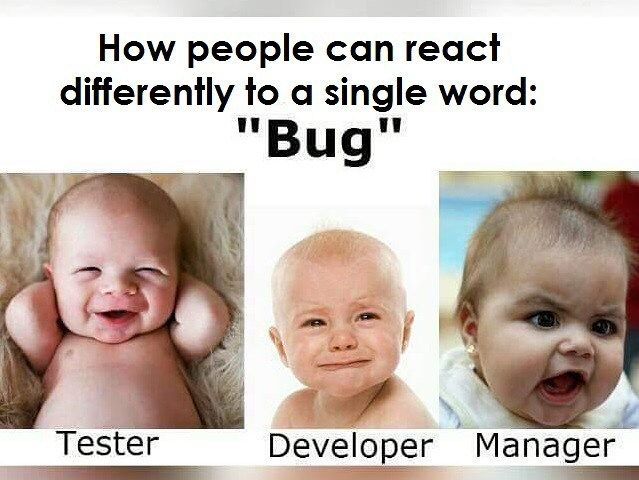 How people can react
differently to a single word:
"Bug"
Tester
Developer
Manager